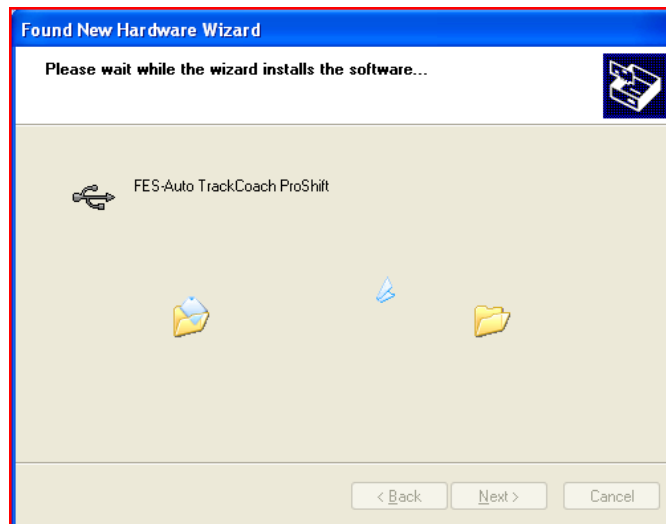 Found New Hardware Wizard
Please wait while the wizard installs the software...
FES-Auto TrackCoach ProShift
< Back
Next >
Cancel